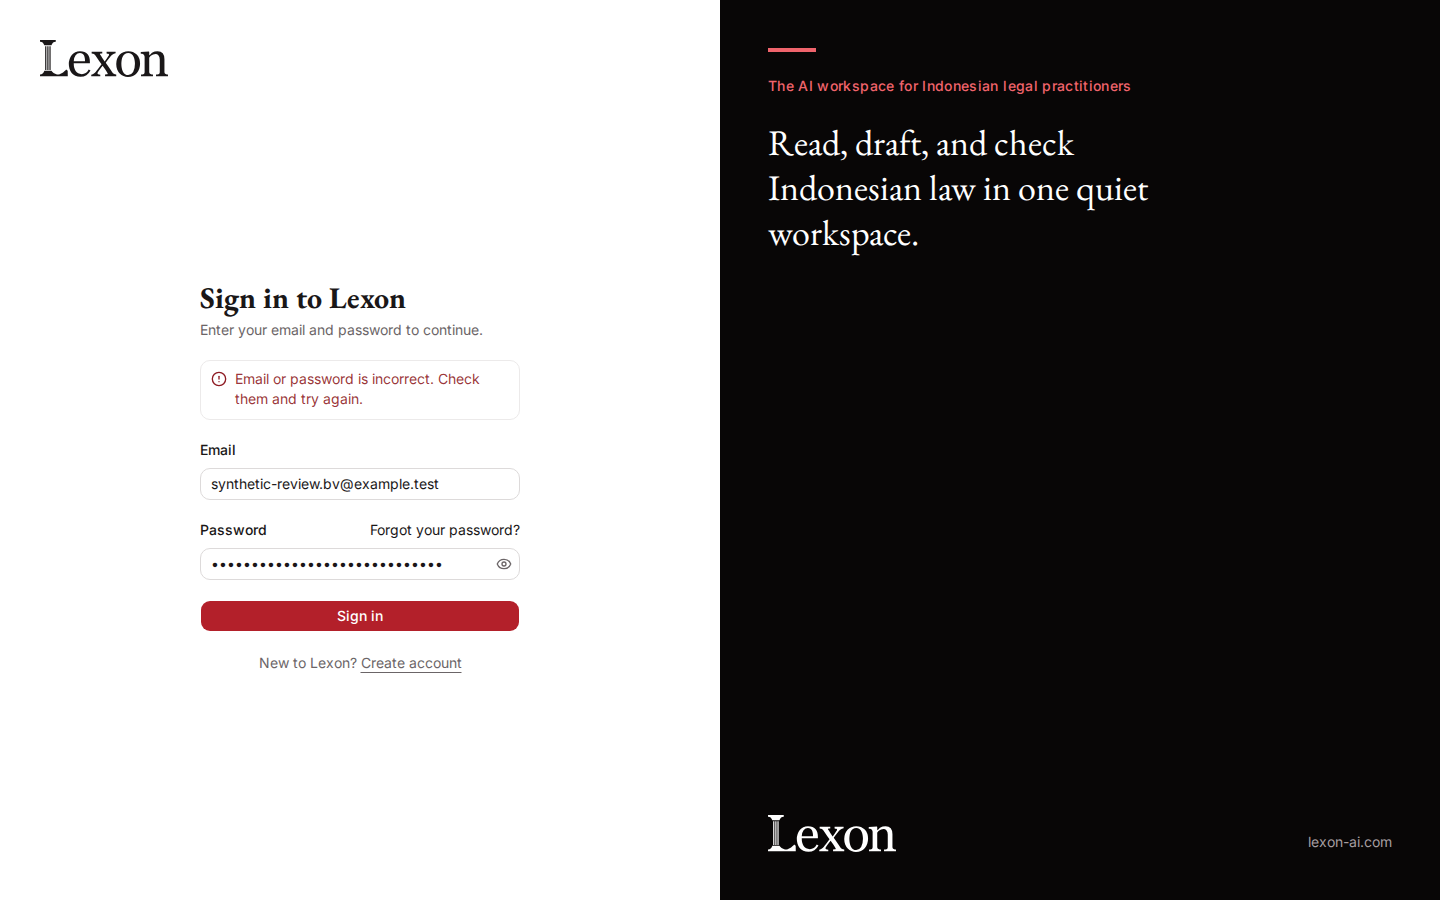 Lexon
Sign in to Lexon
Enter your email and password to continue.
Email or password is incorrect. Check
them and try again.
Email
synthetic-review.bv@example.test
Password
Forgot your password?
•••••••••••••••••••••••••••••
Sign in
New to Lexon? Create account
The AI workspace for Indonesian legal practitioners
Read, draft, and check
Indonesian law in one quiet
workspace.
Lexon
lexon-ai.com